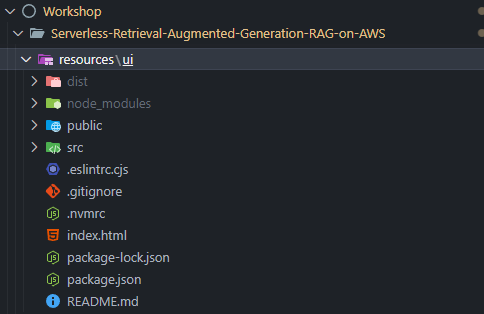 Workshop
Serverless-Retrieval-Augmented-Generation-RAG-on-AWS
resources\ui
dist
node_modules
public
src
.eslintrc.cjs
.gitignore
.nvmrc
index.html
package-lock.json
package.json
README.md